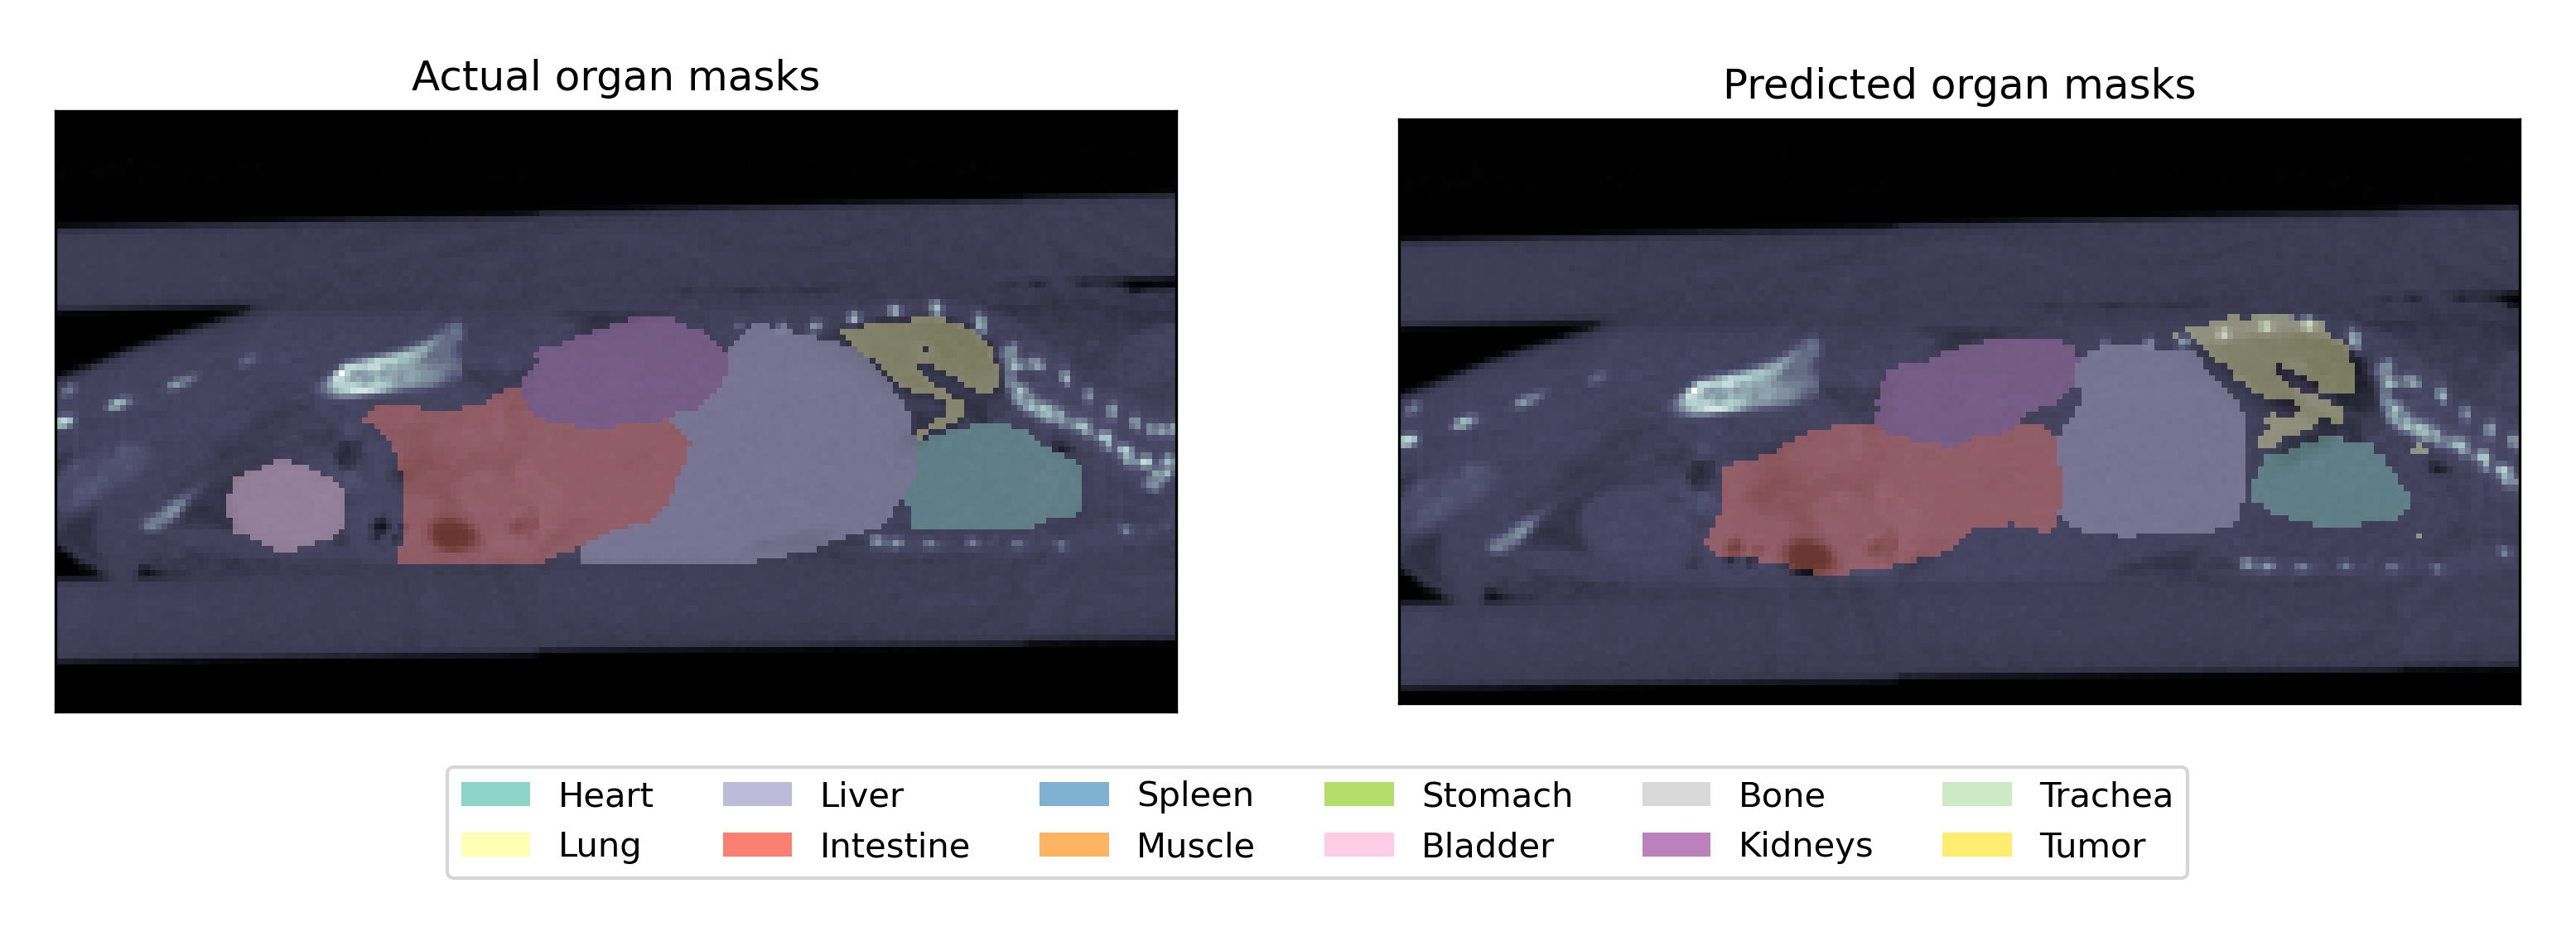 Actual organ masks
Predicted organ masks
Heart Liver Spleen Stomach Bone Trachea
Lung Intestine Muscle Bladder Kidneys Tumor